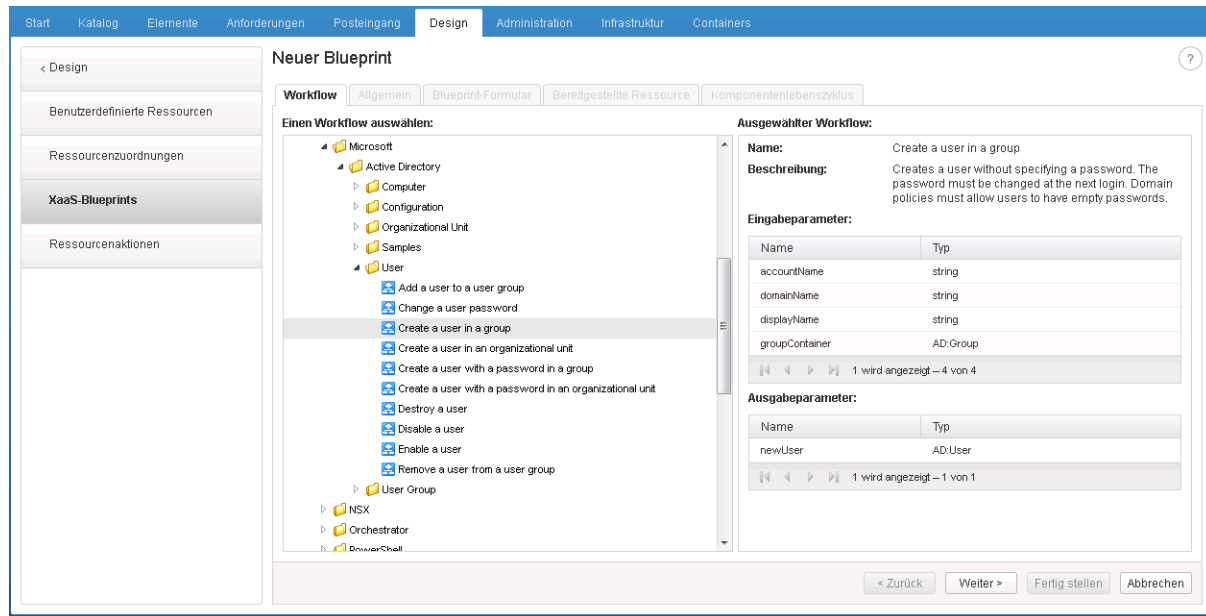 Start Katalog Elemente Anforderungen Posteingang Design Administration Infrastruktur Containers
< Design
Benutzerdefinierte Ressourcen
Ressourcenzuordnungen
XaaS-Blueprints
Ressourcenaktionen
Neuer Blueprint
?
Workflow Allgemein Blueprint-Formular Bereitgestellte Ressource Komponentenlebenszyklus
Einen Workflow auswählen:
Microsoft
Active Directory
Computer
Configuration
Organizational Unit
Samples
User
Add a user to a user group
Change a user password
Create a user in a group
Create a user in an organizational unit
Create a user with a password in a group
Create a user with a password in an organizational unit
Destroy a user
Disable a user
Enable a user
Remove a user from a user group
User Group
NSX
Orchestrator
PowerShell
Ausgewählter Workflow:
Name: Create a user in a group
Beschreibung: Creates a user without specifying a password. The
password must be changed at the next login. Domain
policies must allow users to have empty passwords.
Eingabeparameter:
Name Typ
accountName string
domainName string
displayName string
groupContainer AD:Group
1 wird angezeigt – 4 von 4
Ausgabeparameter:
Name Typ
newUser AD:User
1 wird angezeigt – 1 von 1
< Zurück Weiter > Fertig stellen Abbrechen